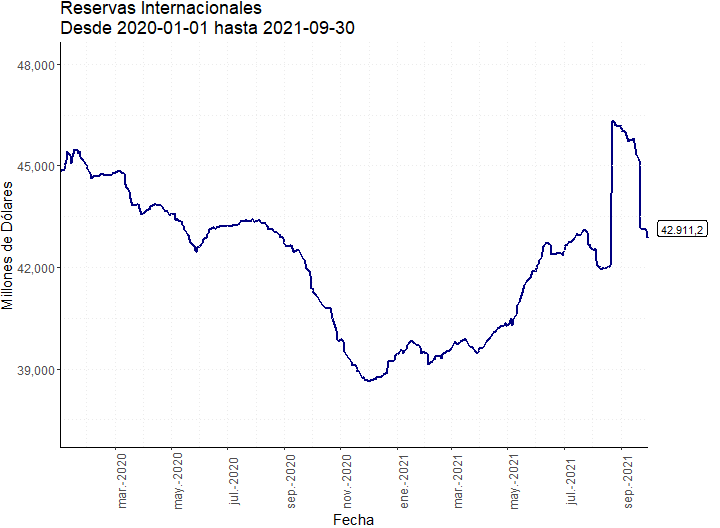 Reservas Internacionales
Desde 2020-01-01 hasta 2021-09-30
Millones de Dólares
48,000
45,000
42,000
39,000
42.911,2
mar.-2020
may.-2020
jul.-2020
sep.-2020
nov.-2020
ene.-2021
mar.-2021
may.-2021
jul.-2021
sep.-2021
Fecha